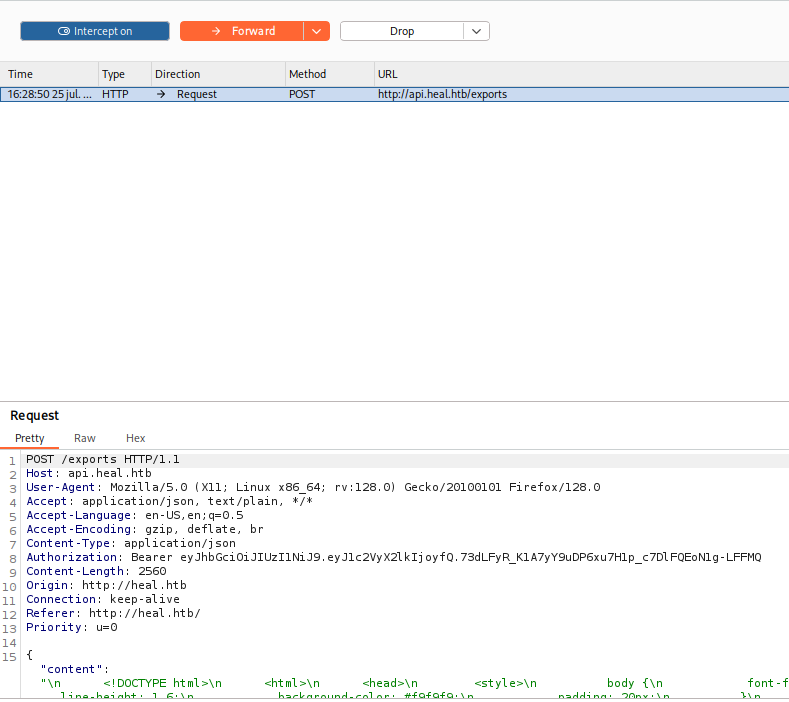 Intercept on
Forward
Drop
Time Type Direction Method URL
16:28:50 25 jul. ... HTTP → Request POST http://api.heal.htb/exports
Request
Pretty Raw Hex
1 POST /exports HTTP/1.1
2 Host: api.heal.htb
3 User-Agent: Mozilla/5.0 (X11; Linux x86_64; rv:128.0) Gecko/20100101 Firefox/128.0
4 Accept: application/json, text/plain, */*
5 Accept-Language: en-US,en;q=0.5
6 Accept-Encoding: gzip, deflate, br
7 Content-Type: application/json
8 Authorization: Bearer eyJhbGciOiJIUzI1NiJ9.eyJ1c2VyX2lkIjoyfQ.73dLFyR_K1A7yY9uDP6xu7H1p_c7DlFQEoN1g-LFFMQ
9 Content-Length: 2560
10 Origin: http://heal.htb
11 Connection: keep-alive
12 Referer: http://heal.htb/
13 Priority: u=0
14
15 {
"content":
"\n <!DOCTYPE html>\n <html>\n <head>\n <style>\n body {\n font-f
line-height: 1.6;\n background-color: #f9f9f9;\n padding: 20px;\n }\n